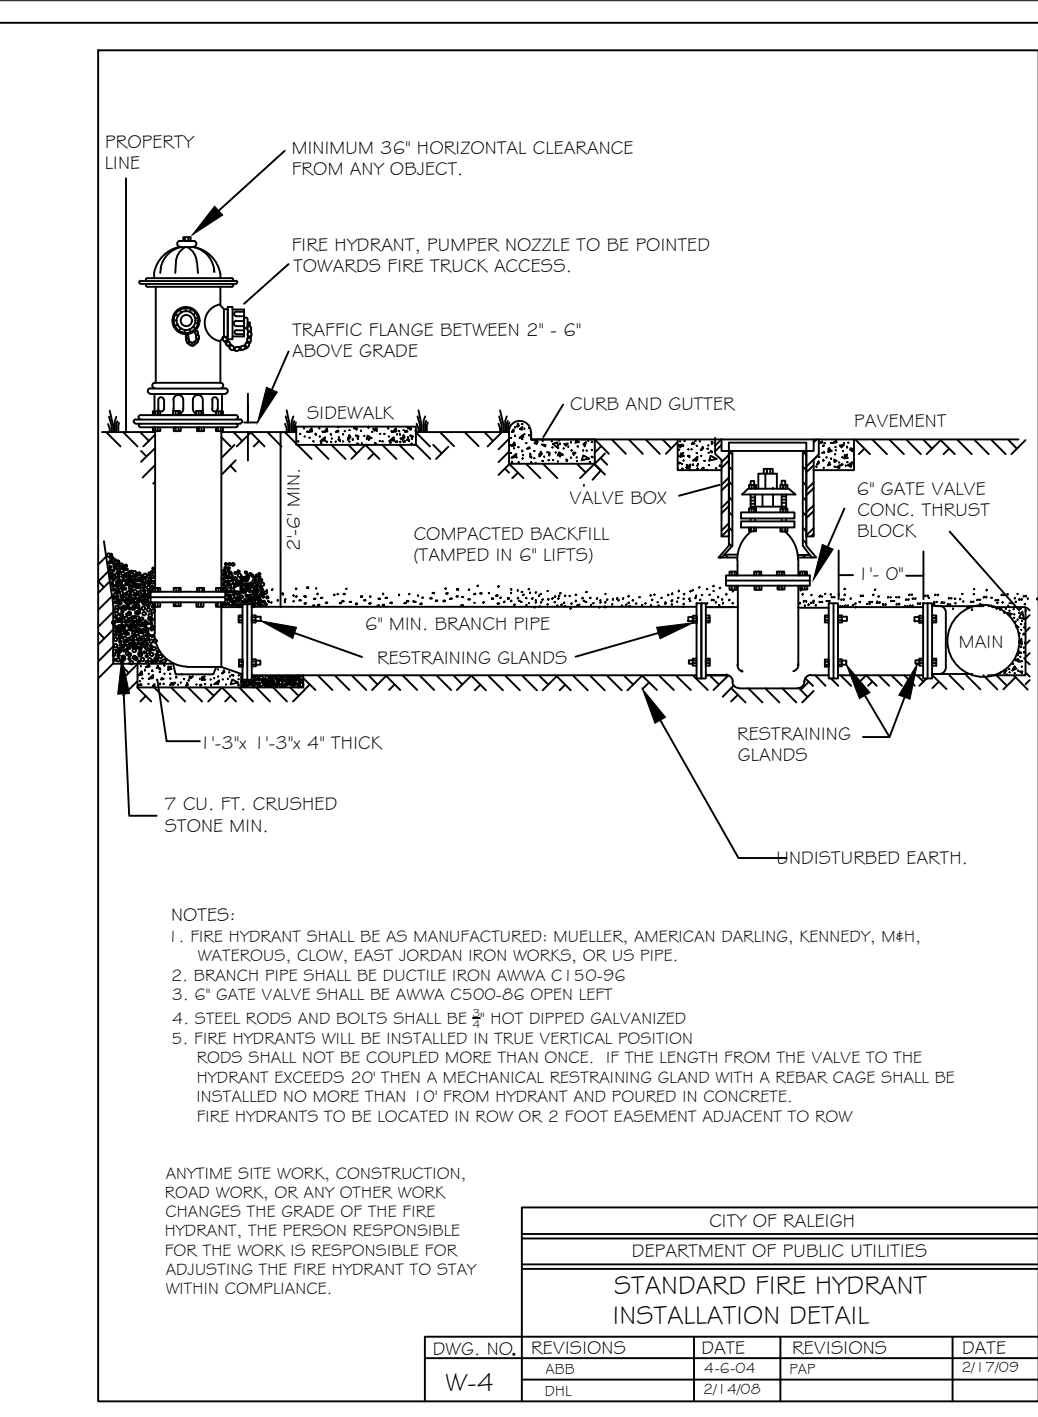 PROPERTY
LINE
MINIMUM 36" HORIZONTAL CLEARANCE
FROM ANY OBJECT.
FIRE HYDRANT, PUMPER NOZZLE TO BE POINTED
TOWARDS FIRE TRUCK ACCESS.
TRAFFIC FLANGE BETWEEN 2" - 6"
ABOVE GRADE
SIDEWALK
CURB AND GUTTER
PAVEMENT
2'-6' MIN.
VALVE BOX
6" GATE VALVE
CONC. THRUST
BLOCK
COMPACTED BACKFILL
(TAMPED IN 6" LIFTS)
1'- 0"
6" MIN. BRANCH PIPE
RESTRAINING GLANDS
MAIN
1'-3"x 1'-3"x 4" THICK
RESTRAINING
GLANDS
7 CU. FT. CRUSHED
STONE MIN.
UNDISTURBED EARTH.
NOTES:
1. FIRE HYDRANT SHALL BE AS MANUFACTURED: MUELLER, AMERICAN DARLING, KENNEDY, M&H,
WATEROUS, CLOW, EAST JORDAN IRON WORKS, OR US PIPE.
2. BRANCH PIPE SHALL BE DUCTILE IRON AWWA C150-96
3. 6" GATE VALVE SHALL BE AWWA C500-86 OPEN LEFT
4. STEEL RODS AND BOLTS SHALL BE 3/4" HOT DIPPED GALVANIZED
5. FIRE HYDRANTS WILL BE INSTALLED IN TRUE VERTICAL POSITION
RODS SHALL NOT BE COUPLED MORE THAN ONCE. IF THE LENGTH FROM THE VALVE TO THE
HYDRANT EXCEEDS 20' THEN A MECHANICAL RESTRAINING GLAND WITH A REBAR CAGE SHALL BE
INSTALLED NO MORE THAN 10' FROM HYDRANT AND POURED IN CONCRETE.
FIRE HYDRANTS TO BE LOCATED IN ROW OR 2 FOOT EASEMENT ADJACENT TO ROW
ANYTIME SITE WORK, CONSTRUCTION,
ROAD WORK, OR ANY OTHER WORK
CHANGES THE GRADE OF THE FIRE
HYDRANT, THE PERSON RESPONSIBLE
FOR THE WORK IS RESPONSIBLE FOR
ADJUSTING THE FIRE HYDRANT TO STAY
WITHIN COMPLIANCE.
CITY OF RALEIGH
DEPARTMENT OF PUBLIC UTILITIES
STANDARD FIRE HYDRANT
INSTALLATION DETAIL
DWG. NO. REVISIONS DATE REVISIONS DATE
W-4 ABB 4-6-04 PAP 2/17/09
DHL 2/14/08